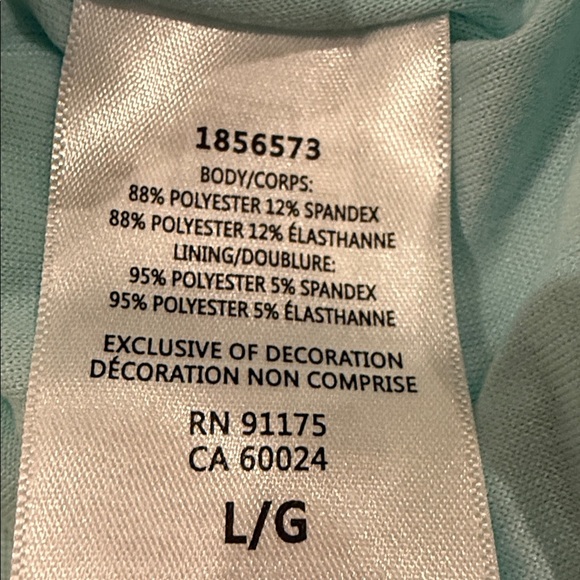 1856573
BODY/CORPS:
88% POLYESTER 12% SPANDEX
88% POLYESTER 12% ÉLASTHANNE
LINING/DOUBLURE:
95% POLYESTER 5% SPANDEX
95% POLYESTER 5% ÉLASTHANNE
EXCLUSIVE OF DECORATION
DÉCORATION NON COMPRISE
RN 91175
CA 60024
L/G